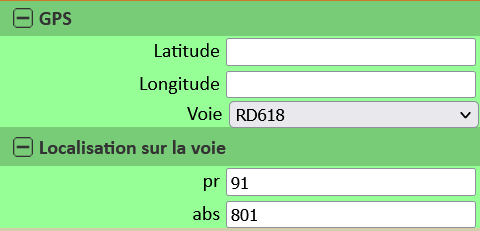 GPS
Latitude
Longitude
Voie RD618
Localisation sur la voie
pr 91
abs 801